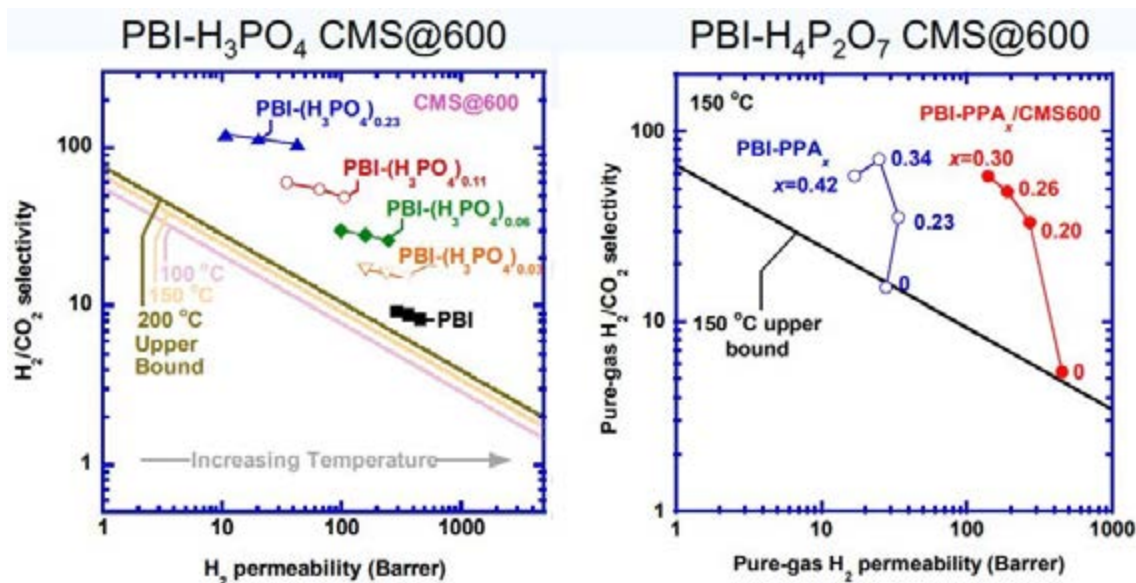 PBI-H₃PO₄ CMS@600
CMS@600
PBI-(H₃PO₄)₀.₂₃
PBI-(H₃PO₄)₀.₁₁
PBI-(H₃PO₄)₀.₀₆
PBI-(H₃PO₄)₀.₀₃
PBI
100 °C
150 °C
200 °C
Upper
Bound
Increasing Temperature
H₂/CO₂ selectivity
100
10
1
1
10
100
1000
H₂ permeability (Barrer)
PBI-H₄P₂O₇ CMS@600
150 °C
PBI-PPAₓ/CMS600
PBI-PPAₓ
0.34
x=0.30
x=0.42
0.26
0.23
0.20
0
150 °C upper
bound
0
Pure-gas H₂/CO₂ selectivity
100
10
1
1
10
100
1000
Pure-gas H₂ permeability (Barrer)